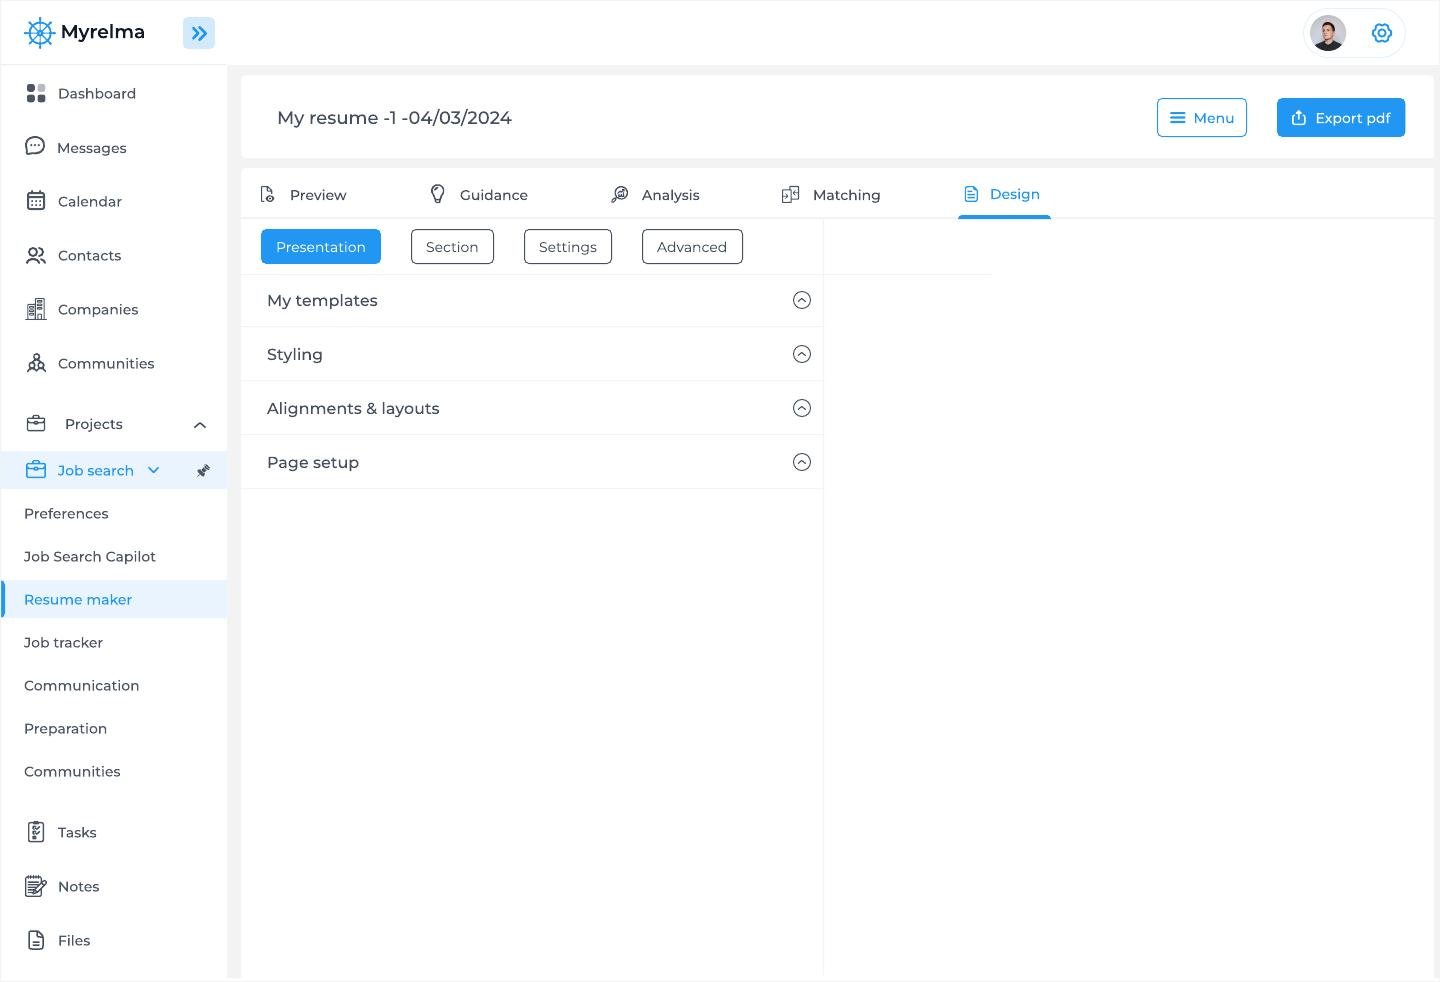 Myrelma
Dashboard
Messages
Calendar
Contacts
Companies
Communities
Projects
Job search
Preferences
Job Search Capilot
Resume maker
Job tracker
Communication
Preparation
Communities
Tasks
Notes
Files
My resume -1 -04/03/2024
Menu
Export pdf
Preview
Guidance
Analysis
Matching
Design
Presentation
Section
Settings
Advanced
My templates
Styling
Alignments & layouts
Page setup